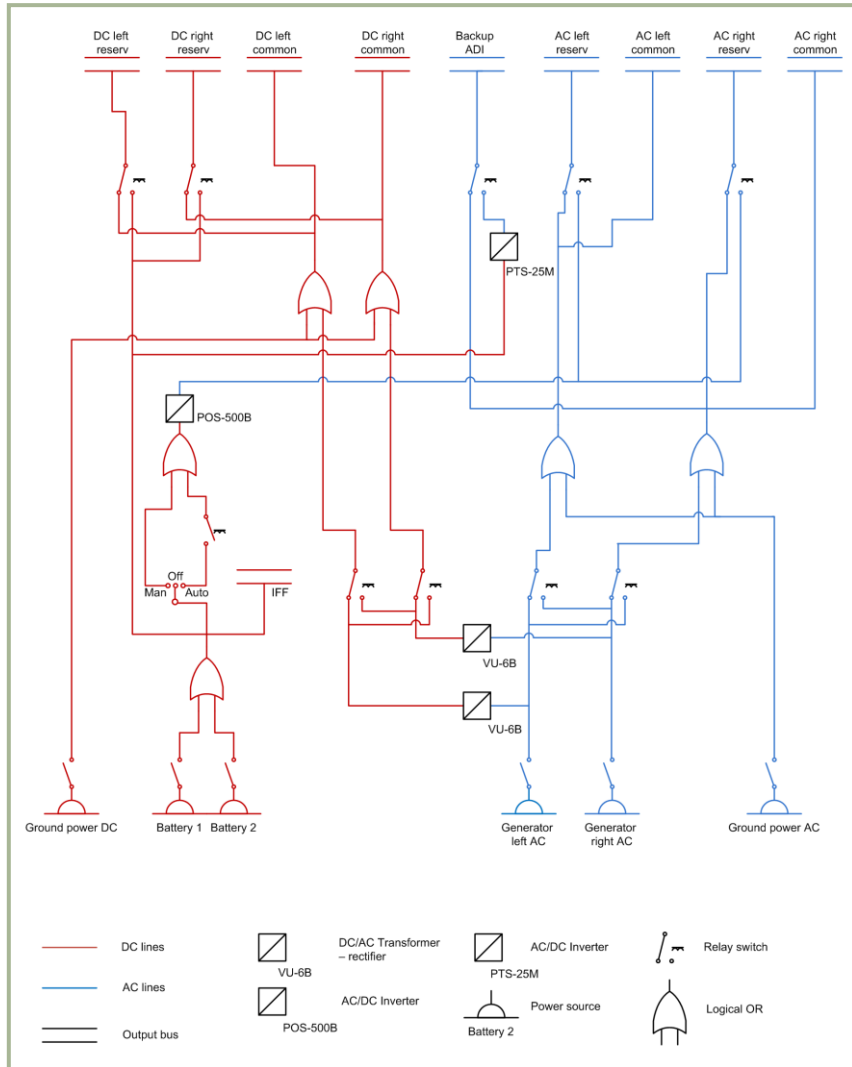 DC left
reserv
DC right
reserv
DC left
common
DC right
common
Backup
ADI
AC left
reserv
AC left
common
AC right
reserv
AC right
common
PTS-25M
POS-500B
Off
Man
Auto
IFF
VU-6B
VU-6B
Ground power DC
Battery 1
Battery 2
Generator
left AC
Generator
right AC
Ground power AC
DC lines
AC lines
Output bus
VU-6B
DC/AC Transformer
– rectifier
POS-500B
AC/DC Inverter
PTS-25M
AC/DC Inverter
Battery 2
Power source
Relay switch
Logical OR